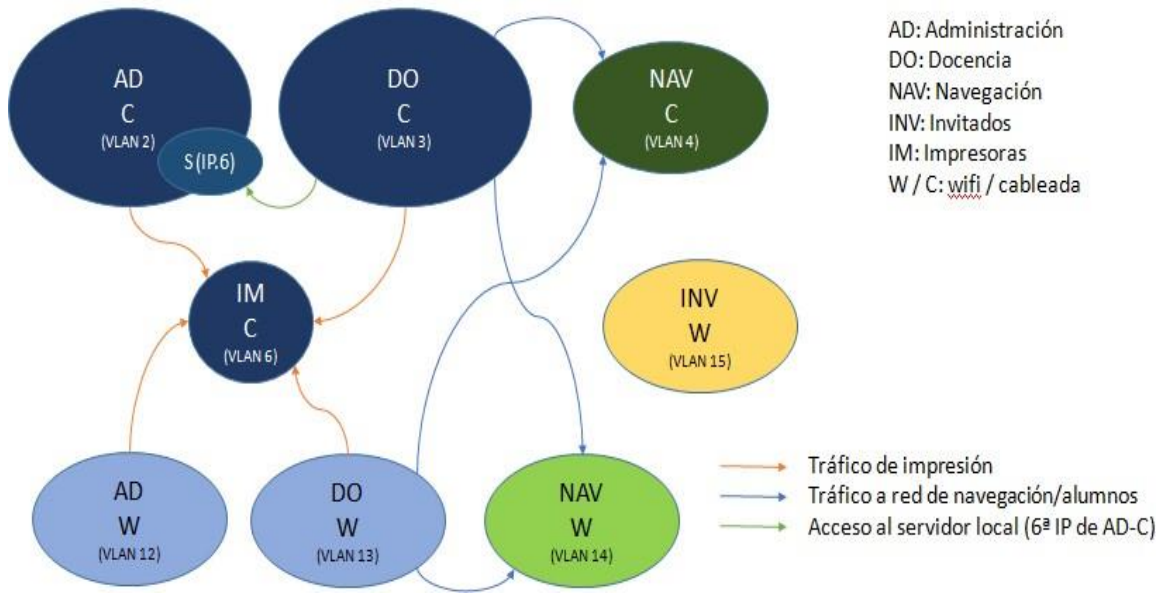 AD
C
(VLAN 2)
S (IP.6)
DO
C
(VLAN 3)
NAV
C
(VLAN 4)
AD: Administración
DO: Docencia
NAV: Navegación
INV: Invitados
IM: Impresoras
W / C: wifi / cableada
IM
C
(VLAN 6)
INV
W
(VLAN 15)
AD
W
(VLAN 12)
DO
W
(VLAN 13)
NAV
W
(VLAN 14)
Tráfico de impresión
Tráfico a red de navegación/alumnos
Acceso al servidor local (6ª IP de AD-C)